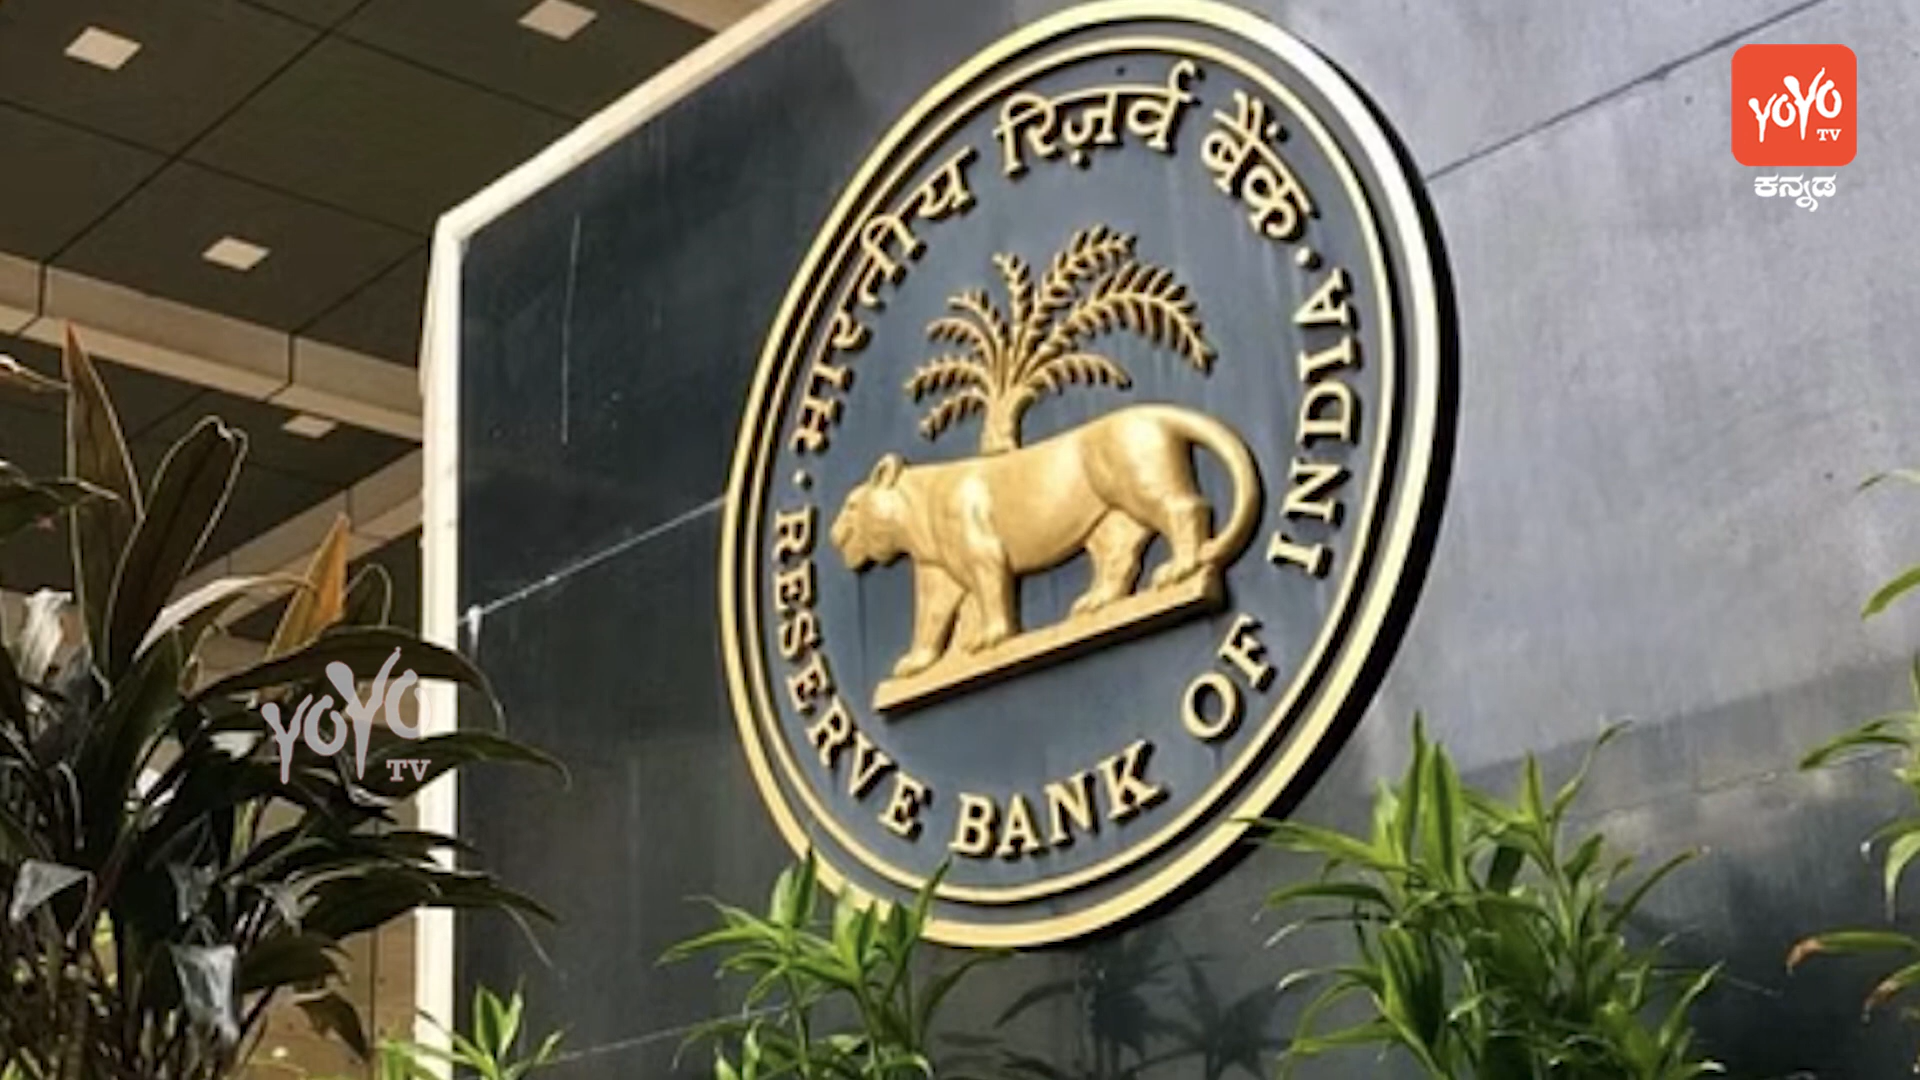 भारतीय रिज़र्व बैंक
RESERVE BANK OF INDIA
YOYO
TV
ಕನ್ನಡ
YOYO
TV